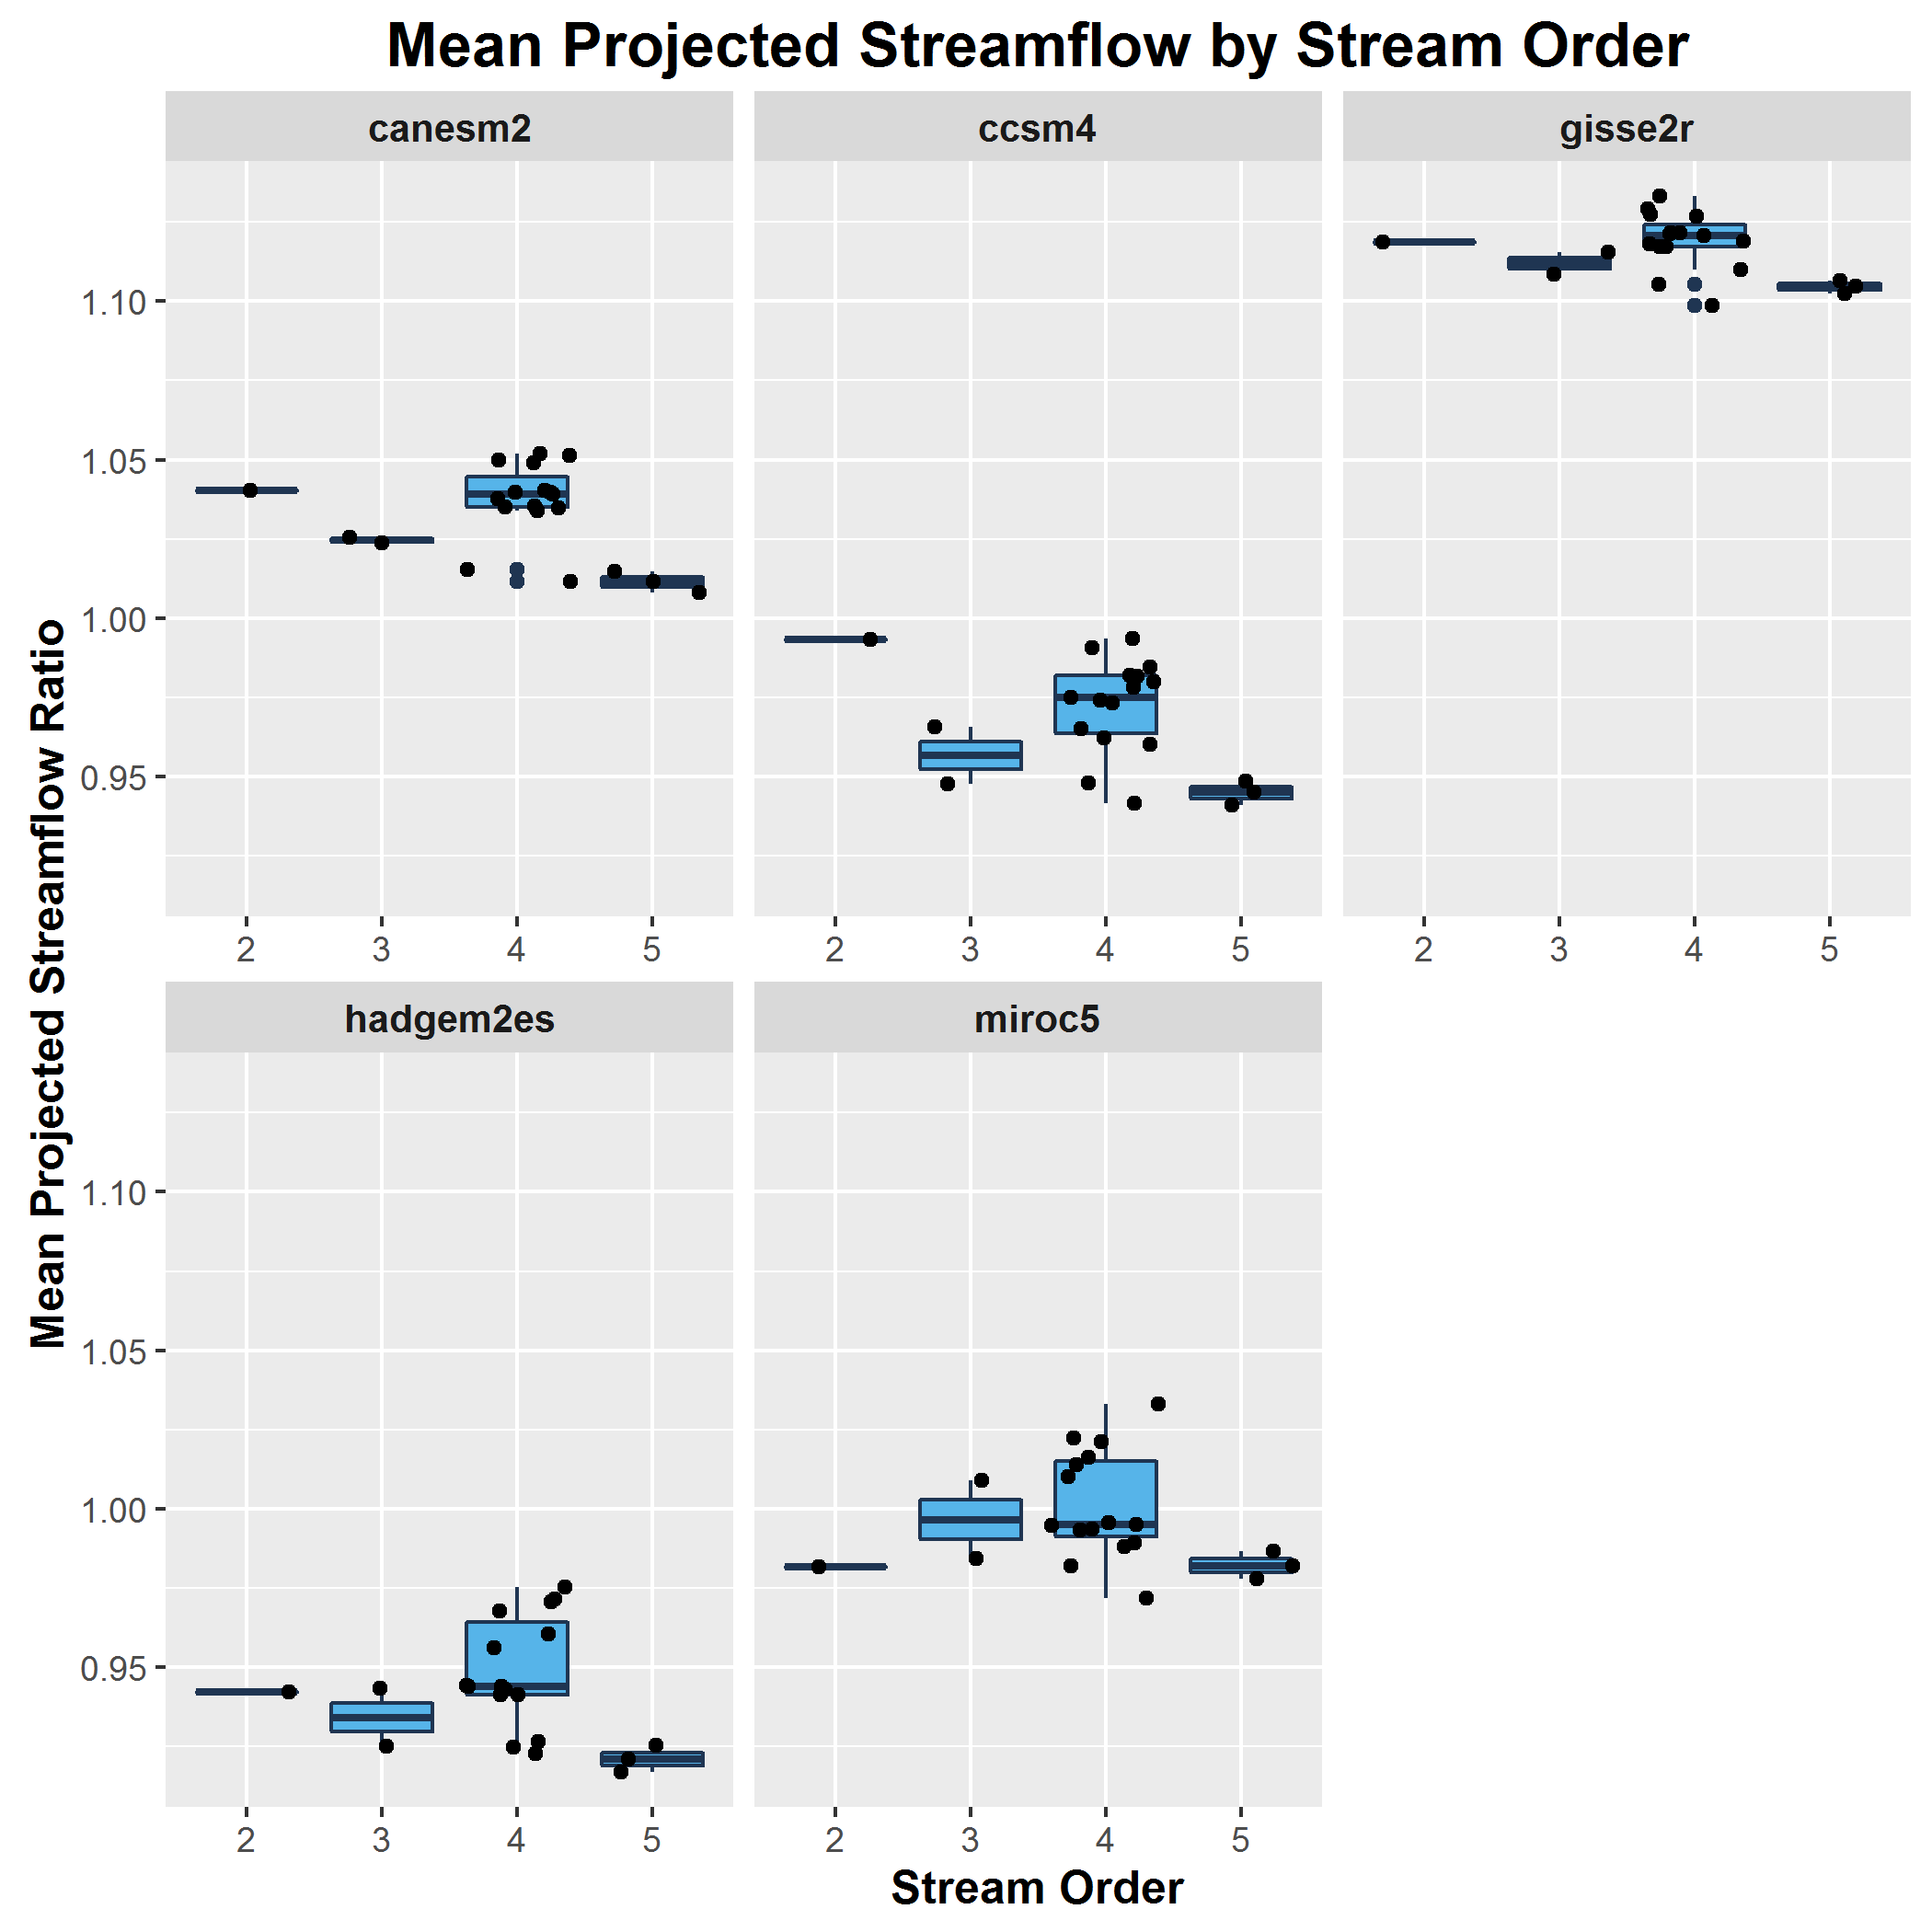 Mean Projected Streamflow by Stream Order
canesm2 ccsm4 gisse2r
1.10
1.05
1.00
0.95
2 3 4 5 2 3 4 5 2 3 4 5
Mean Projected Streamflow Ratio
hadgem2es miroc5
1.10
1.05
1.00
0.95
2 3 4 5 2 3 4 5
Stream Order